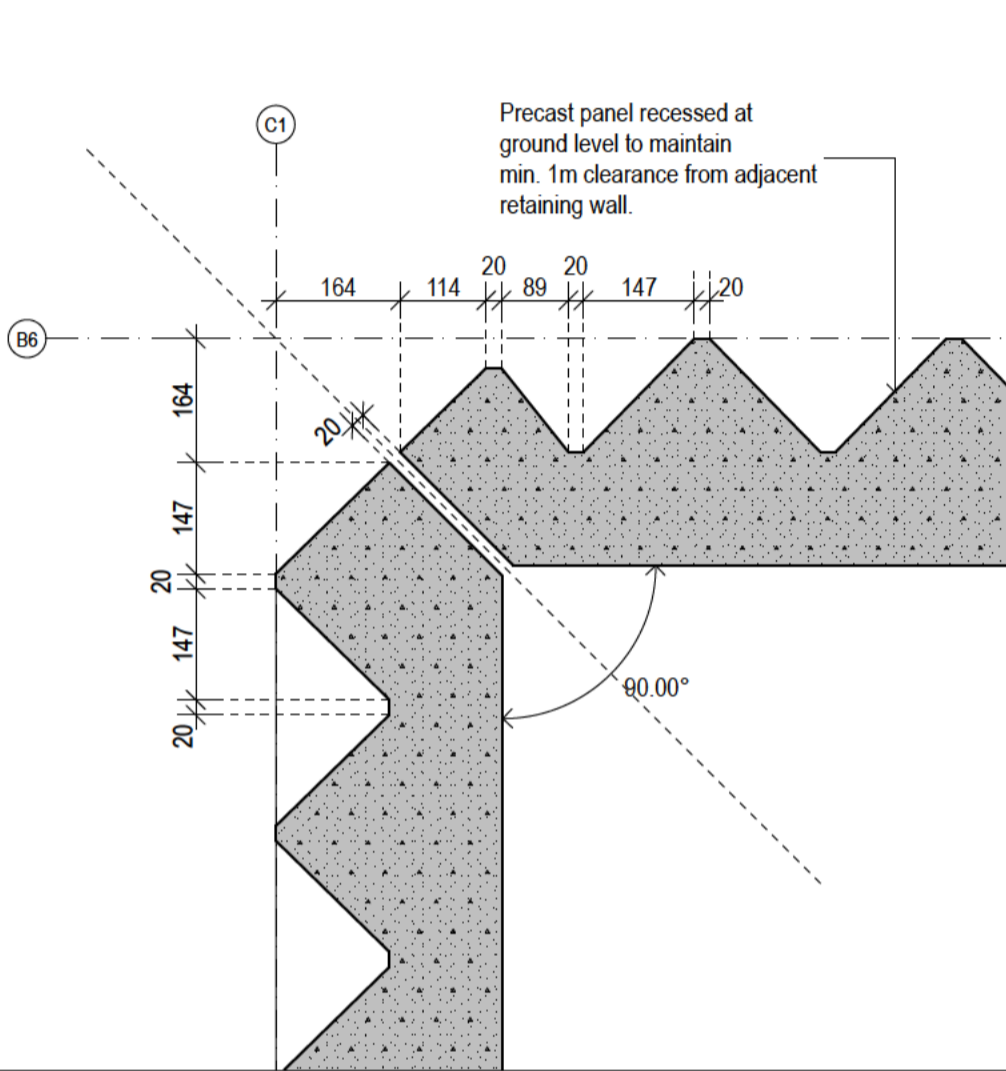 C1
Precast panel recessed at
ground level to maintain
min. 1m clearance from adjacent
retaining wall.
20 20
164 114 89 147 20
B6
164
20
147
20
147
90.00°
20